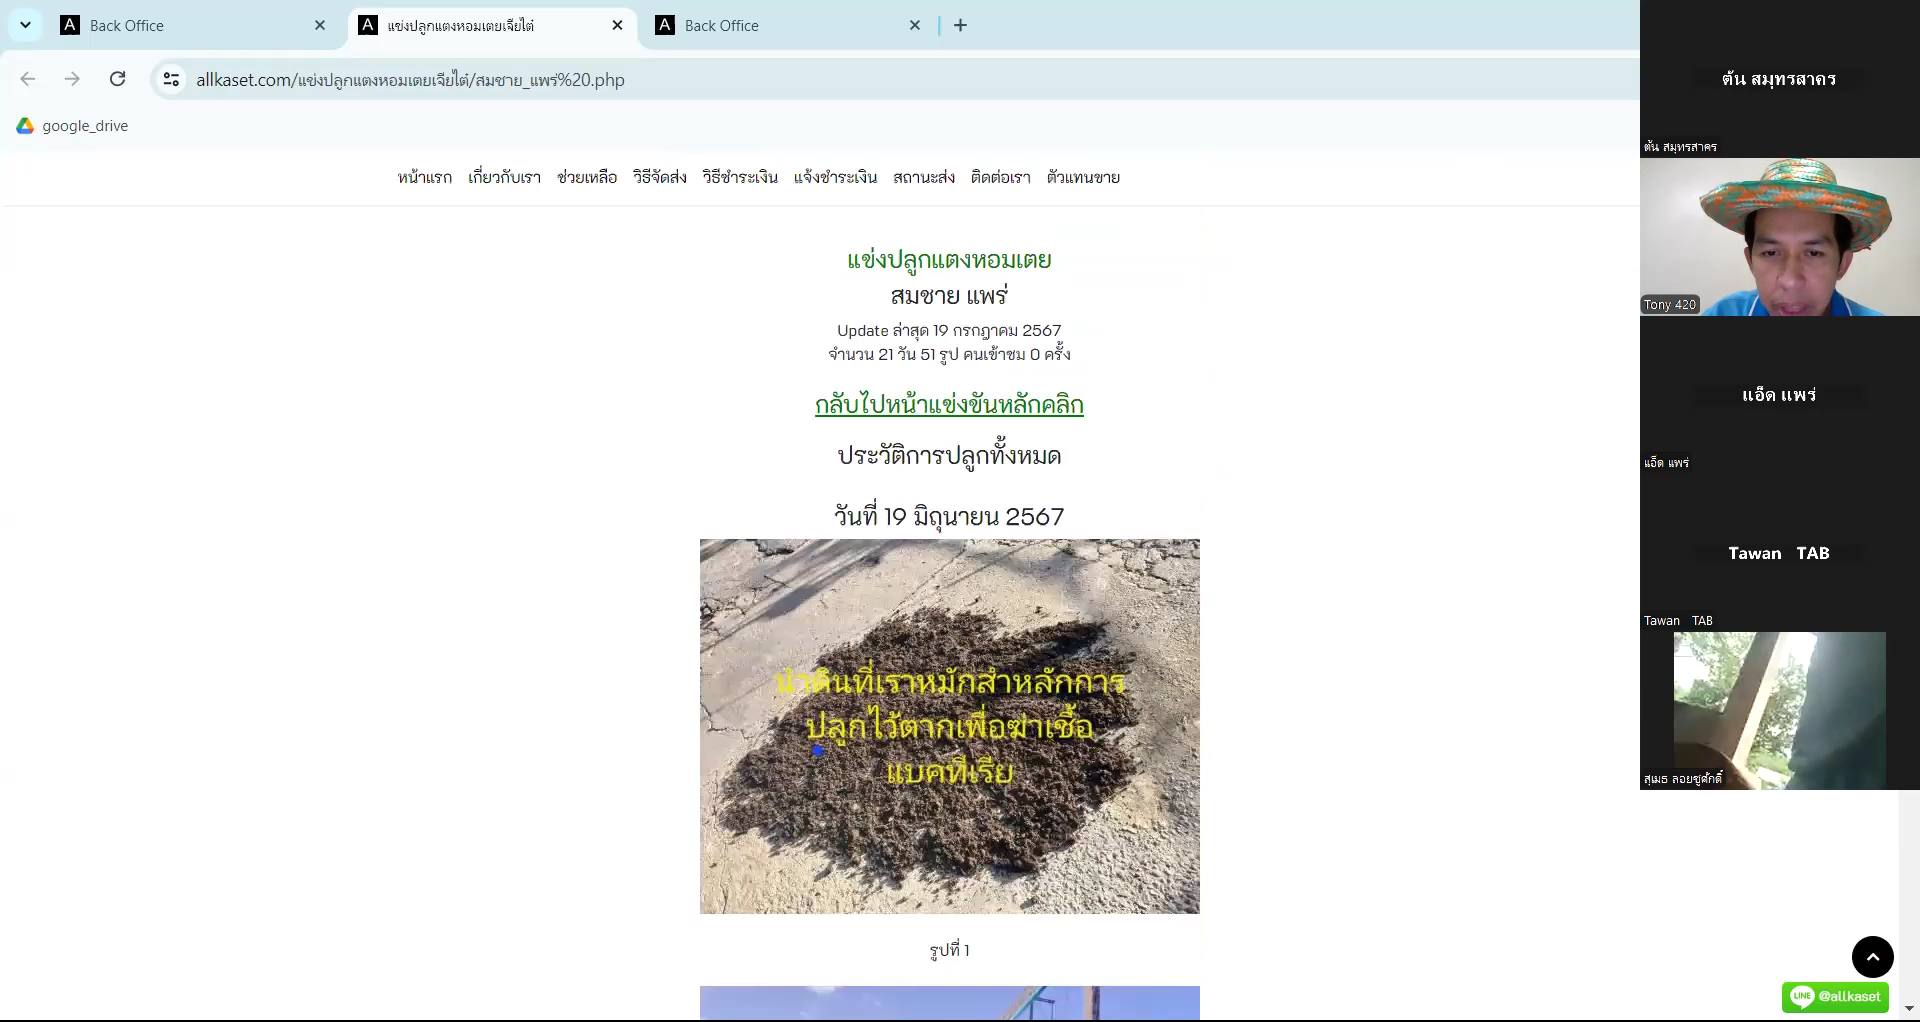 Back Office
แข่งปลูกแตงหอมเตยเจียไต๋
Back Office
allkaset.com/แข่งปลูกแตงหอมเตยเจียไต๋/สมชาย_แพร่%20.php
google_drive
หน้าแรก เกี่ยวกับเรา ช่วยเหลือ วิธีจัดส่ง วิธีชำระเงิน แจ้งชำระเงิน สถานะส่ง ติดต่อเรา ตัวแทนขาย
แข่งปลูกแตงหอมเตย
สมชาย แพร่
Update ล่าสุด 19 กรกฎาคม 2567
จำนวน 21 วัน 51 รูป คนเข้าชม 0 ครั้ง
กลับไปหน้าแข่งขันหลักคลิก
ประวัติการปลูกทั้งหมด
วันที่ 19 มิถุนายน 2567
นำดินที่เราหมักสำหลักการ
ปลูกไว้ตากเพื่อฆ่าเชื้อ
แบคทีเรีย
รูปที่ 1
ต้น สมุทรสาคร
ต้น สมุทรสาคร
Tony 420
แอ็ด แพร่
แอ็ด แพร่
Tawan TAB
Tawan TAB
สุเมธ ลอยชูศักดิ์
LINE @allkaset